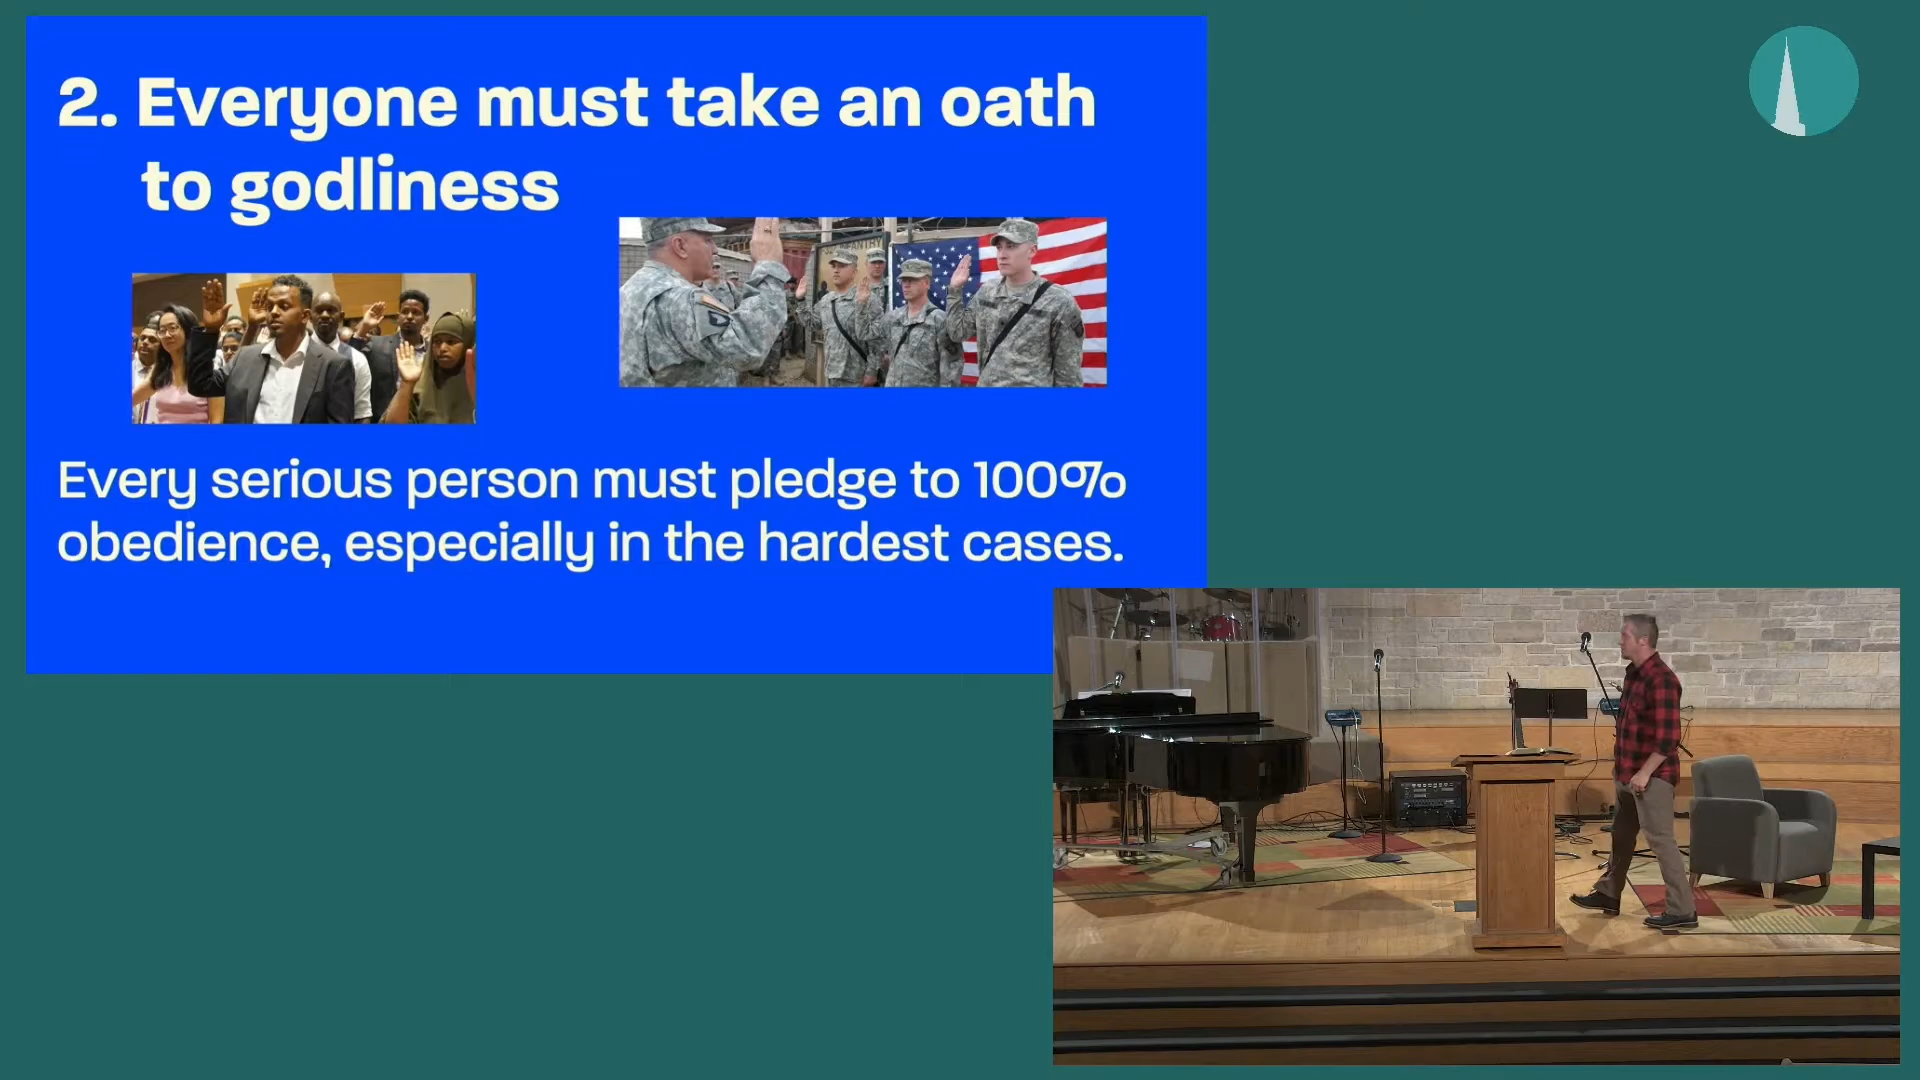 2. Everyone must take an oath
to godliness
Every serious person must pledge to 100%
obedience, especially in the hardest cases.